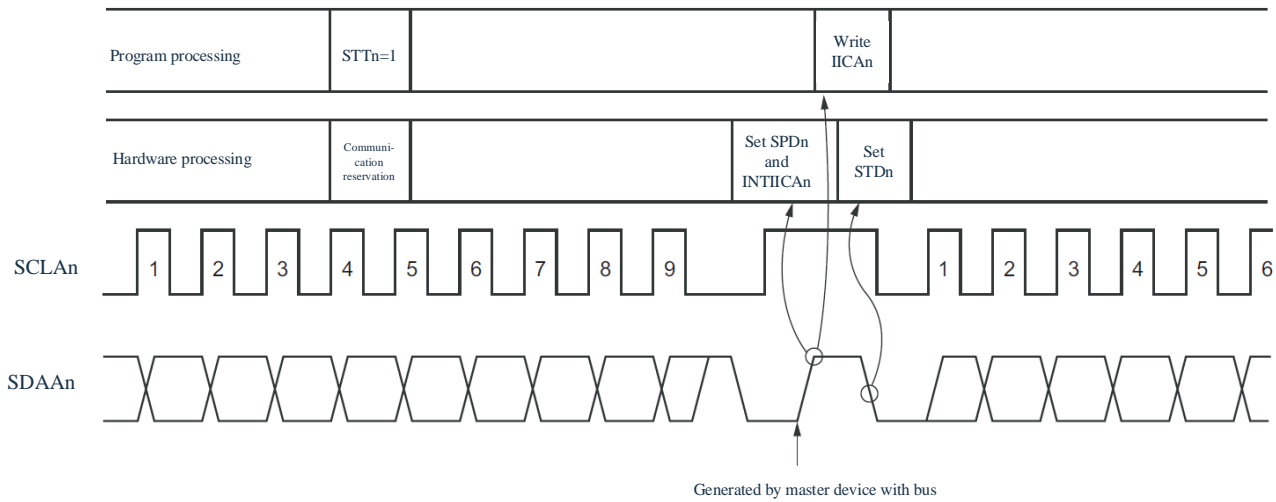 Program processing
STTn=1
Write
IICAn
Hardware processing
Communi-
cation
reservation
Set SPDn
and
INTIICAn
Set
STDn
SCLAn
1 2 3 4 5 6 7 8 9 1 2 3 4 5 6
SDAAn
Generated by master device with bus